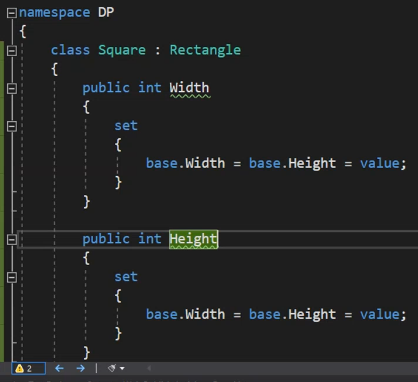 namespace DP
{
class Square : Rectangle
{
public int Width
{
set
{
base.Width = base.Height = value;
}
}
public int Height
{
set
{
base.Width = base.Height = value;
}
}
2